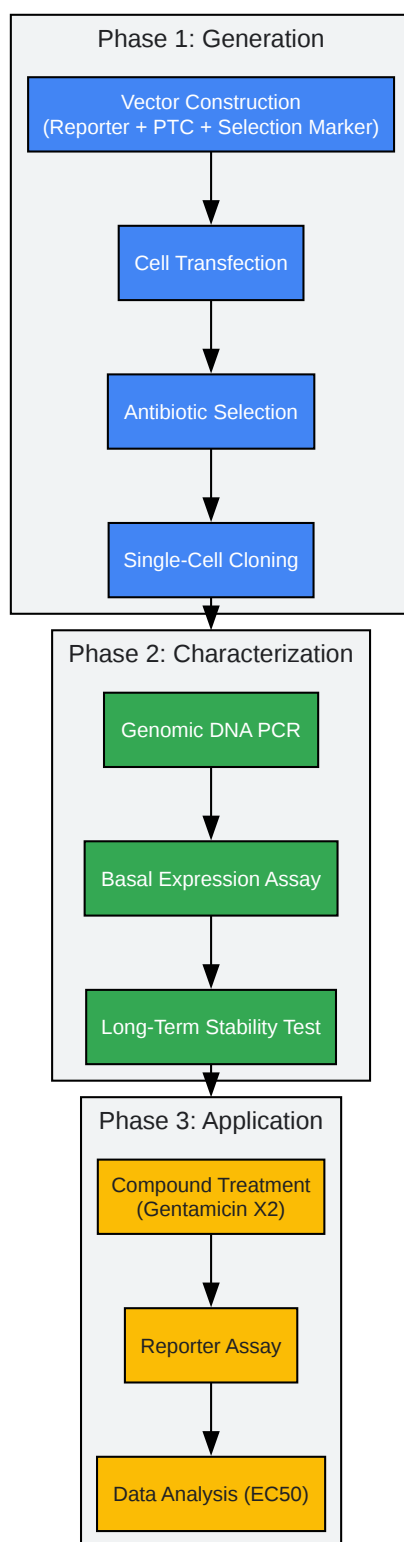 Phase 1: Generation
Vector Construction
(Reporter + PTC + Selection Marker)
Cell Transfection
Antibiotic Selection
Single-Cell Cloning
Phase 2: Characterization
Genomic DNA PCR
Basal Expression Assay
Long-Term Stability Test
Phase 3: Application
Compound Treatment
(Gentamicin X2)
Reporter Assay
Data Analysis (EC50)